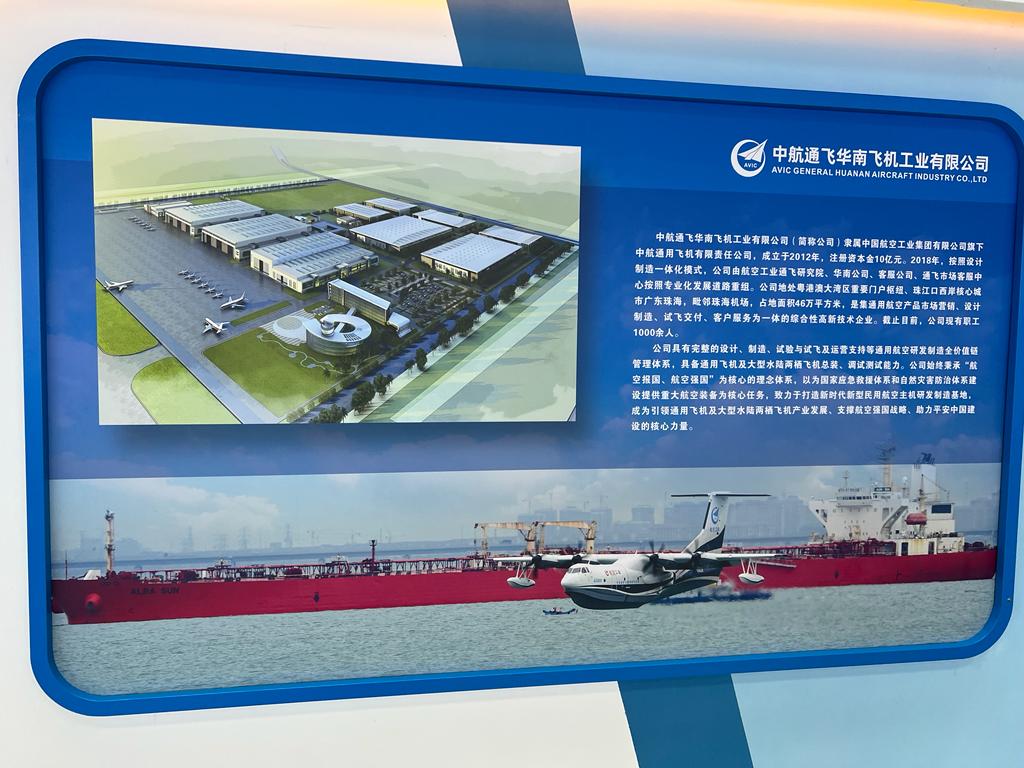 中航通飞华南飞机工业有限公司
AVIC
AVIC GENERAL HUANAN AIRCRAFT INDUSTRY CO.,LTD
中航通飞华南飞机工业有限公司（简称公司）隶属中国航空工业集团有限公司旗下
中航通用飞机有限责任公司，成立于2012年，注册资本金10亿元。2018年，按照设计
制造一体化模式，公司由航空工业通飞研究院、华南公司、客服公司、通飞市场客服中
心按照专业化发展道路重组。公司地处粤港澳大湾区重要门户枢纽、珠江口西岸核心城
市广东珠海，毗邻珠海机场，占地面积46万平方米，是集通用航空产品市场营销、设计
制造、试飞交付、客户服务为一体的综合性高新技术企业。截止目前，公司现有职工
1000余人。
公司具有完整的设计、制造、试验与试飞及运营支持等通用航空研发制造全价值链
管理体系，具备通用飞机及大型水陆两栖飞机总装、调试测试能力。公司始终秉承“航
空报国、航空强国”为核心的理念体系，以为国家应急救援体系和自然灾害防治体系建
设提供重大航空装备为核心任务，致力于打造新时代新型民用航空主机研发制造基地，
成为引领通用飞机及大型水陆两栖飞机产业发展、支撑航空强国战略、助力平安中国建
设的核心力量。
ALBA SUN